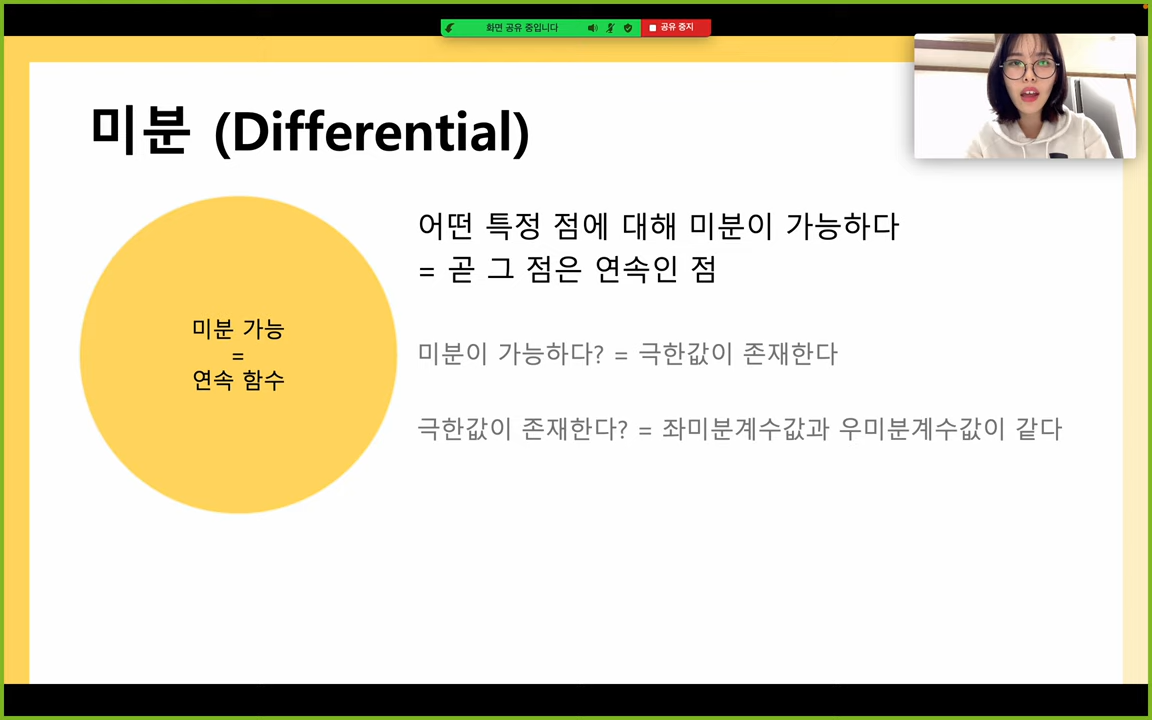 화면 공유 중입니다
공유 중지
미분 (Differential)
어떤 특정 점에 대해 미분이 가능하다
= 곧 그 점은 연속인 점
미분 가능
=
연속 함수
미분이 가능하다? = 극한값이 존재한다
극한값이 존재한다? = 좌미분계수값과 우미분계수값이 같다